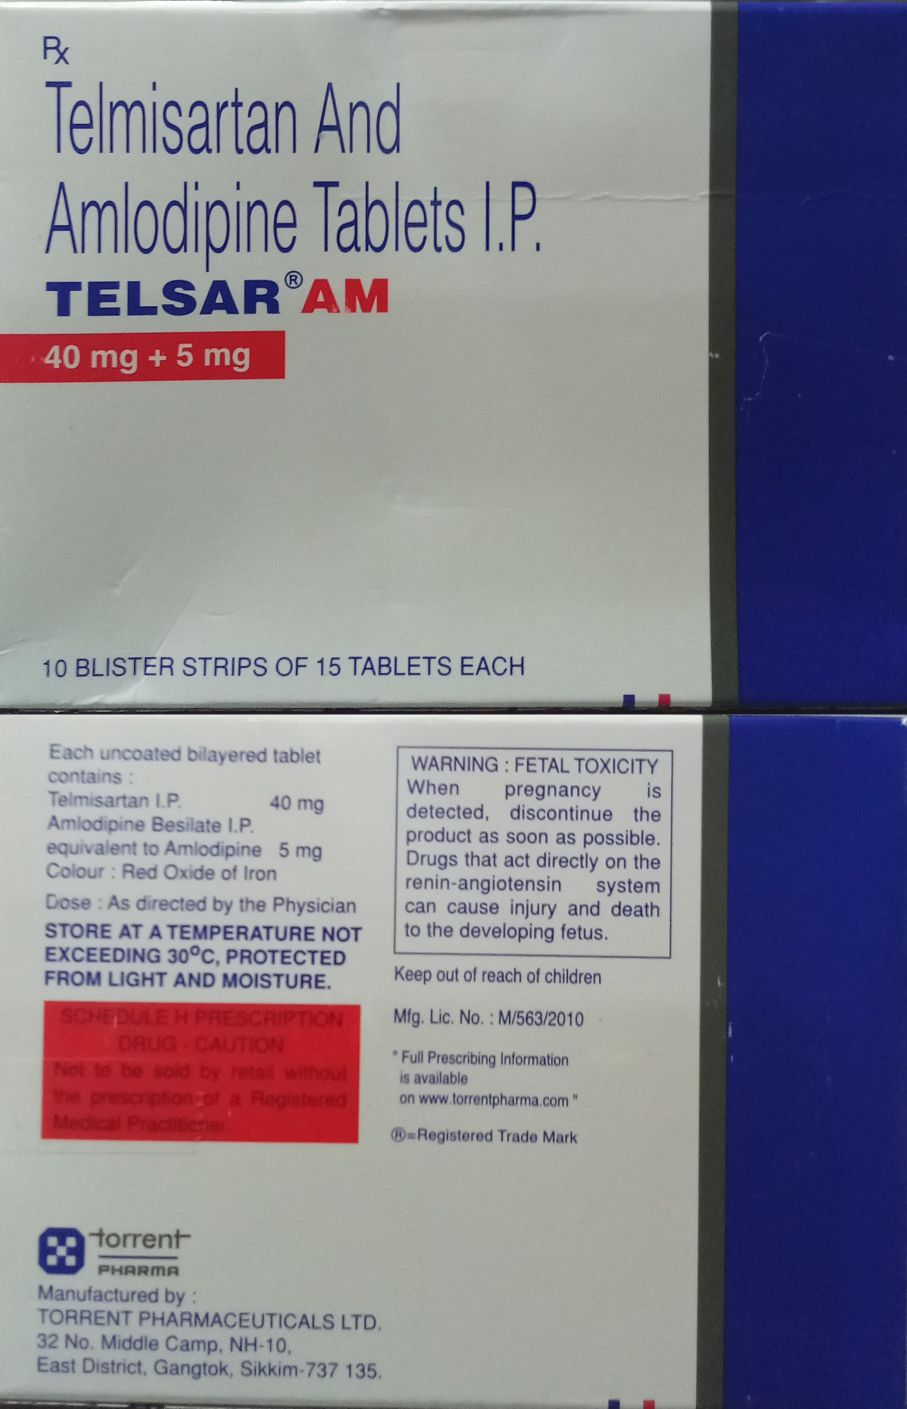 Rx
Telmisartan And
Amlodipine Tablets I.P.
TELSAR® AM
40 mg + 5 mg
10 BLISTER STRIPS OF 15 TABLETS EACH
Each uncoated bilayered tablet
contains :
Telmisartan I.P. 40 mg
Amlodipine Besilate I.P.
equivalent to Amlodipine 5 mg
Colour : Red Oxide of Iron
Dose : As directed by the Physician
STORE AT A TEMPERATURE NOT
EXCEEDING 30°C, PROTECTED
FROM LIGHT AND MOISTURE.
SCHEDULE H PRESCRIPTION
DRUG - CAUTION
Not to be sold by retail without
the prescription of a Registered
Medical Practitioner.
WARNING : FETAL TOXICITY
When pregnancy is
detected, discontinue the
product as soon as possible.
Drugs that act directly on the
renin-angiotensin system
can cause injury and death
to the developing fetus.
Keep out of reach of children
Mfg. Lic. No. : M/563/2010
" Full Prescribing Information
is available
on www.torrentpharma.com "
®=Registered Trade Mark
torrent
PHARMA
Manufactured by :
TORRENT PHARMACEUTICALS LTD.
32 No. Middle Camp, NH-10,
East District, Gangtok, Sikkim-737 135.